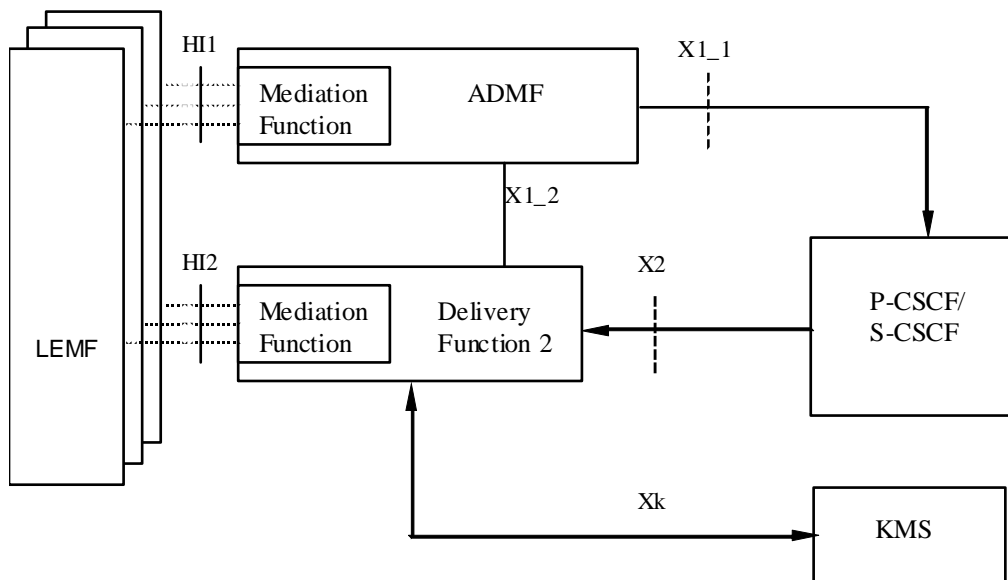 HI1
Mediation
Function
ADMF
X1_1
X1_2
HI2
Mediation
Function
Delivery
Function 2
X2
P-CSCF/
S-CSCF
LEMF
Xk
KMS